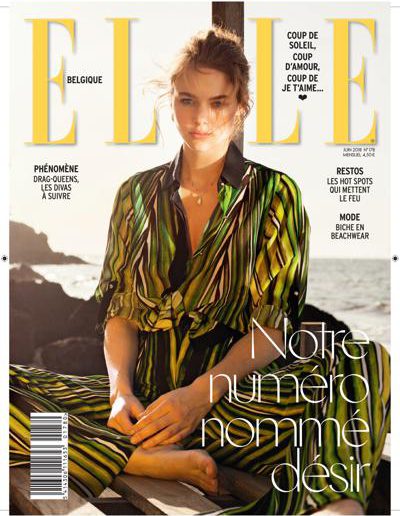 ELLE
BELGIQUE
COUP DE
SOLEIL,
COUP
D'AMOUR,
COUP DE
JE T'AIME...
JUIN 2018 N°178
MENSUEL 4,50 €
PHÉNOMÈNE
DRAG-QUEENS,
LES DIVAS
À SUIVRE
RESTOS
LES HOT SPOTS
QUI METTENT
LE FEU
MODE
BICHE EN
BEACHWEAR
Notre
numéro
nommé
désir